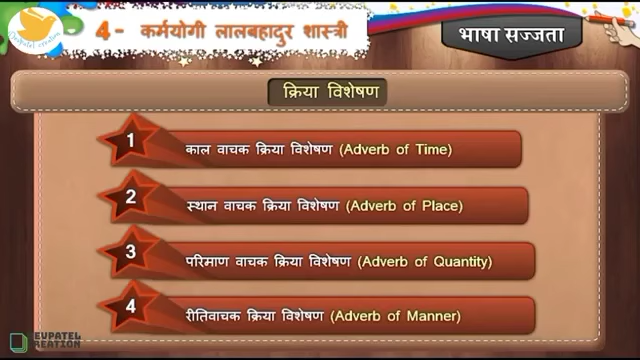 4- कर्मयोगी लालबहादुर शास्त्री
भाषा सज्जता
क्रिया विशेषण
1 काल वाचक क्रिया विशेषण (Adverb of Time)
2 स्थान वाचक क्रिया विशेषण (Adverb of Place)
3 परिमाण वाचक क्रिया विशेषण (Adverb of Quantity)
4 रीतिवाचक क्रिया विशेषण (Adverb of Manner)
EUPATEL
REATION